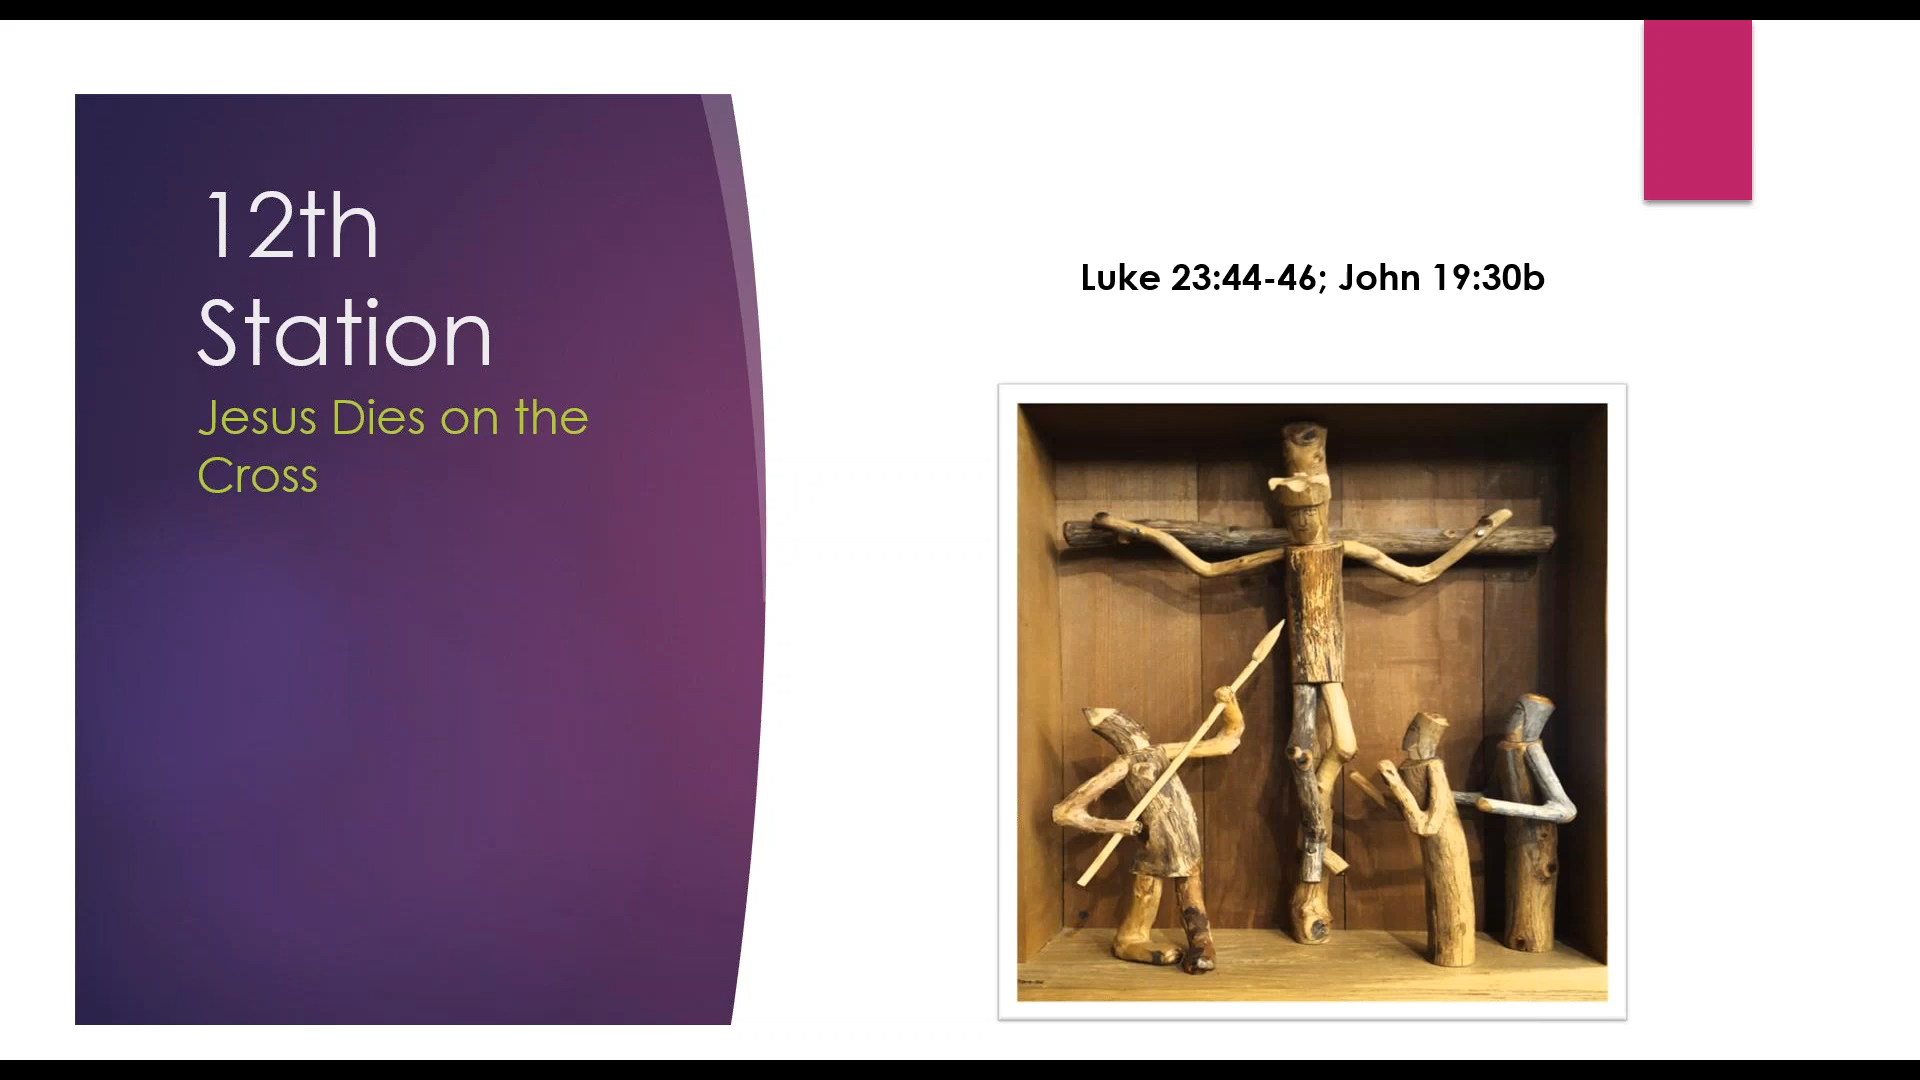 12th
Station
Jesus Dies on the
Cross
Luke 23:44-46; John 19:30b